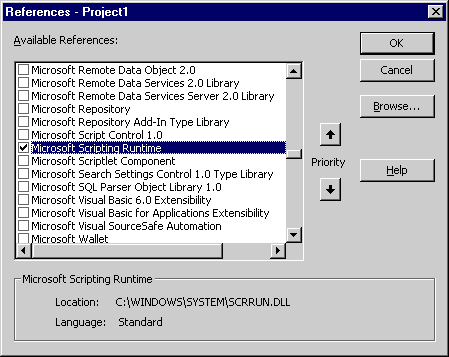 References - Project1
Available References:
OK
Microsoft Remote Data Object 2.0
Microsoft Remote Data Services 2.0 Library
Cancel
Microsoft Remote Data Services Server 2.0 Library
Microsoft Repository
Browse...
Microsoft Repository Add-In Type Library
Microsoft Script Control 1.0
Microsoft Scripting Runtime
Microsoft Scriptlet Component
Priority
Microsoft Search Settings Control 1.0 Type Library
Help
Microsoft SQL Parser Object Library 1.0
Microsoft Visual Basic 6.0 Extensibility
Microsoft Visual Basic for Applications Extensibility
Microsoft Visual SourceSafe Automation
Microsoft Wallet
Microsoft Scripting Runtime
Location: C:\WINDOWS\SYSTEM\SCRRUN.DLL
Language: Standard